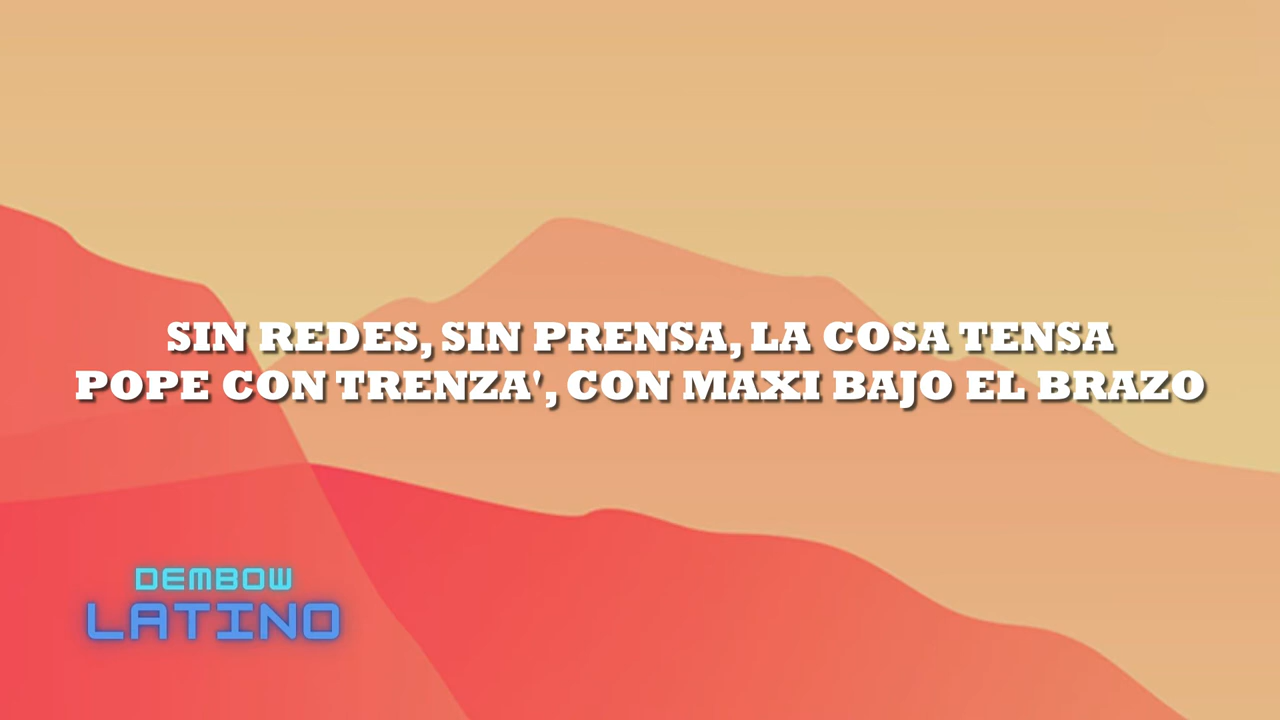 SIN REDES, SIN PRENSA, LA COSA TENSA
POPE CON TRENZA', CON MAXI BAJO EL BRAZO
DEMBOW
LATINO